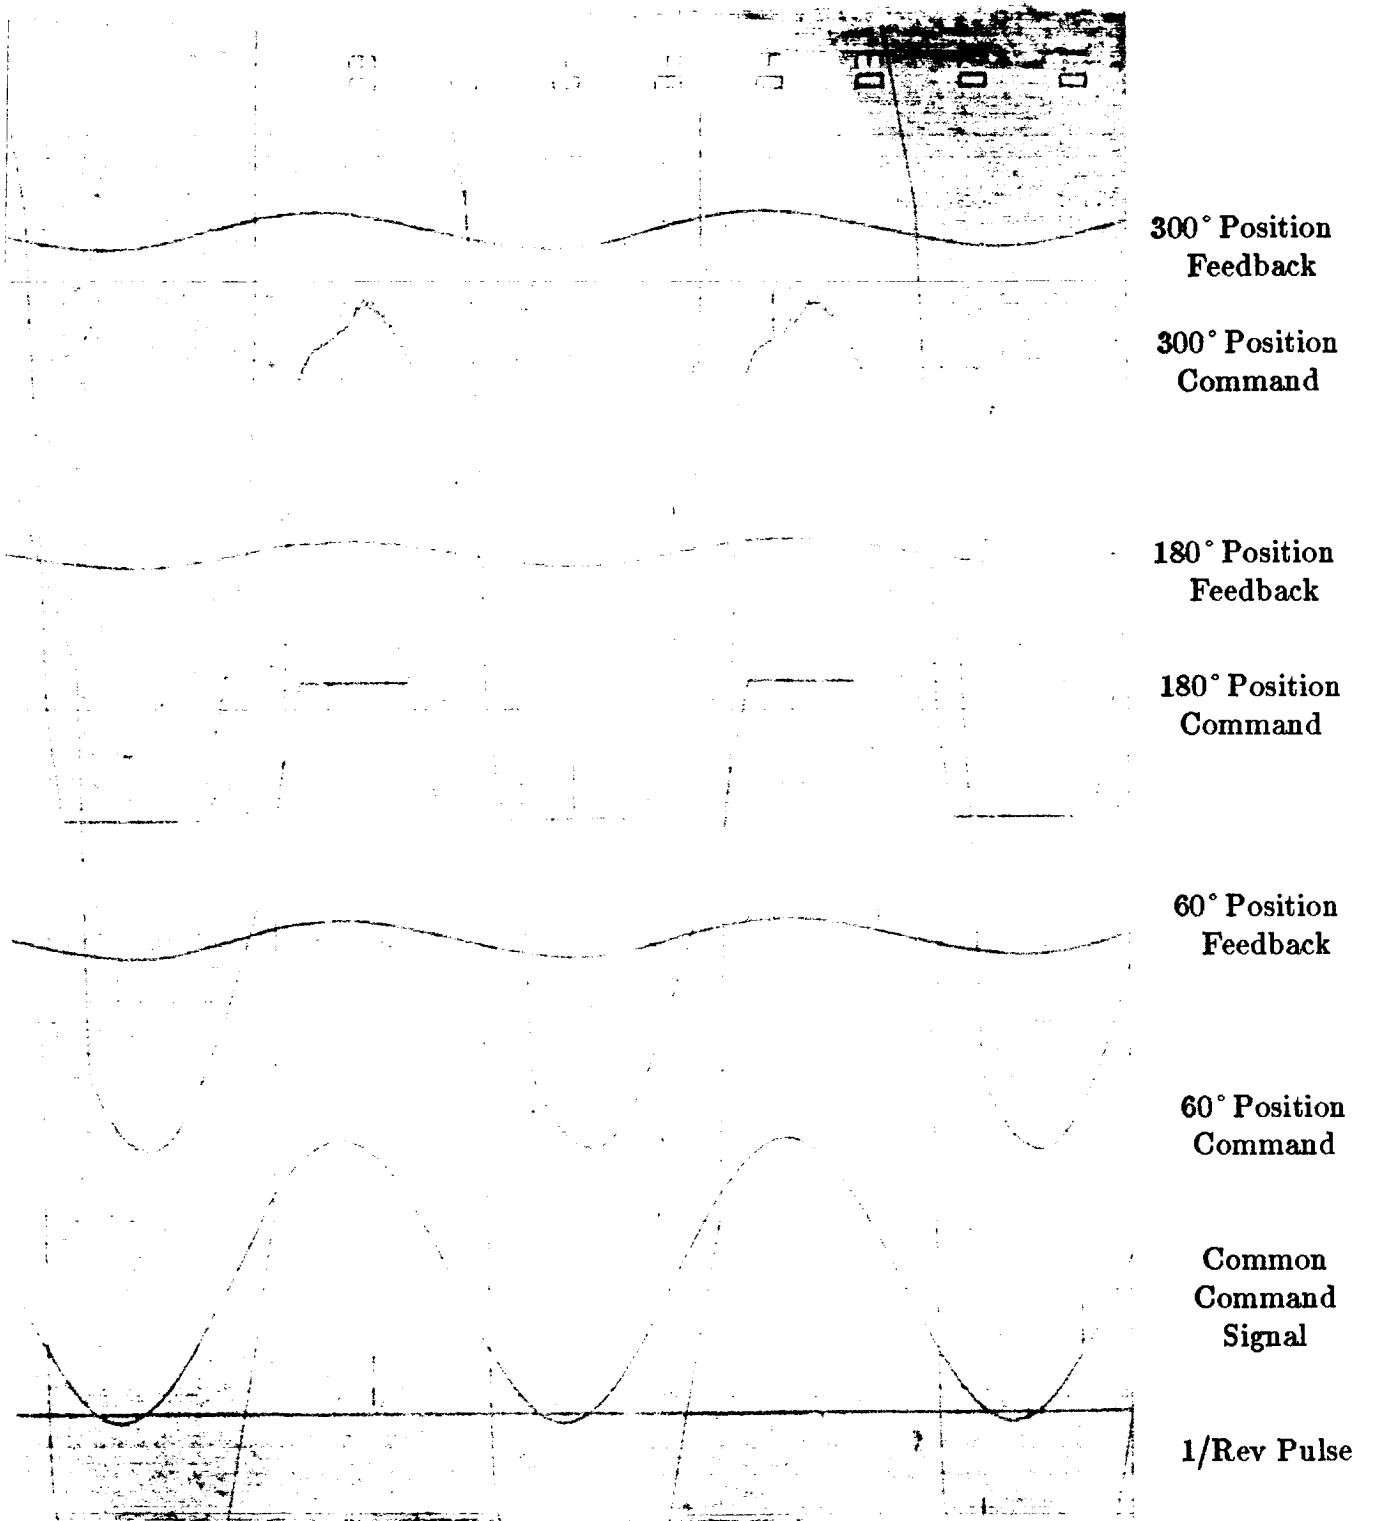 300° Position
Feedback
300° Position
Command
180° Position
Feedback
180° Position
Command
60° Position
Feedback
60° Position
Command
Common
Command
Signal
1/Rev Pulse